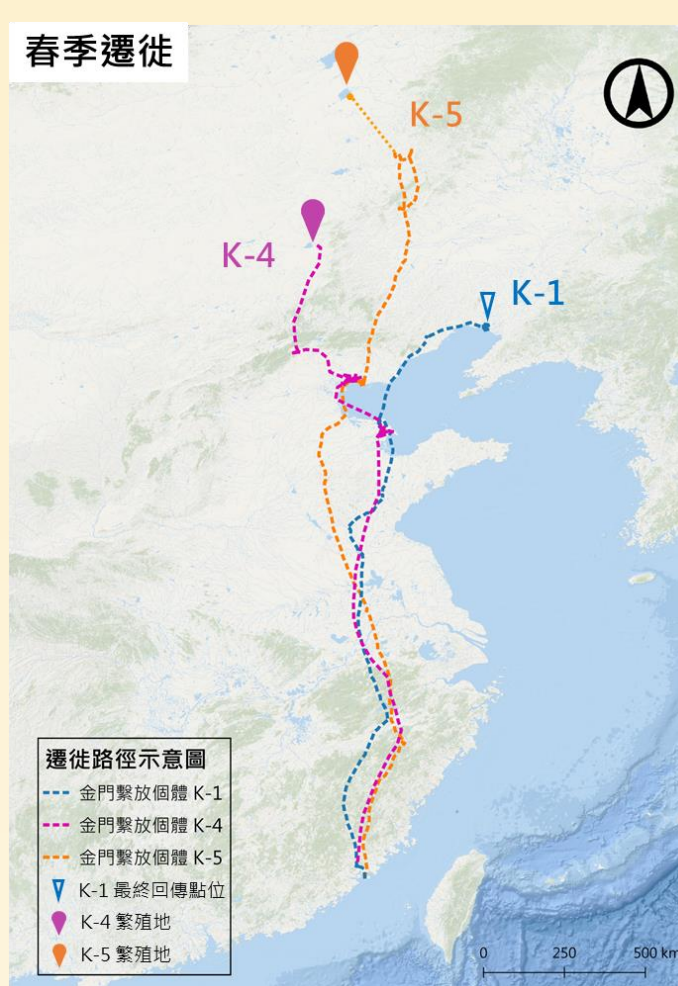 春季遷徙
K-5
K-4
K-1
遷徙路徑示意圖
金門繫放個體 K-1
金門繫放個體 K-4
金門繫放個體 K-5
K-1 最終回傳點位
K-4 繁殖地
K-5 繁殖地
0 250 500 km